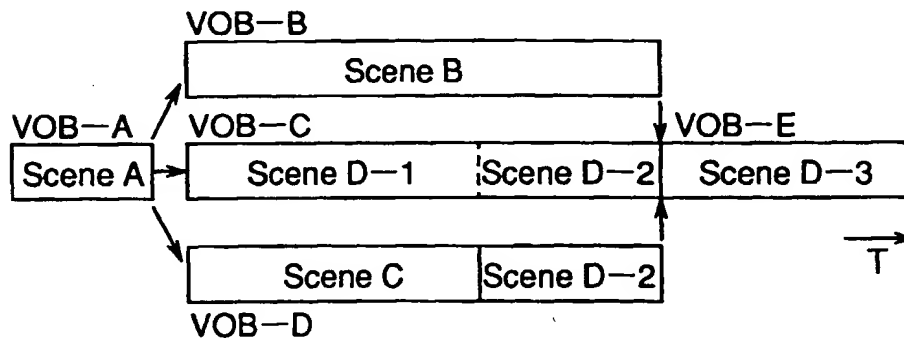 VOB—B
Scene B
VOB—A
VOB—C
VOB—E
Scene A
Scene D—1
Scene D—2
Scene D—3
T
Scene C
Scene D—2
VOB—D